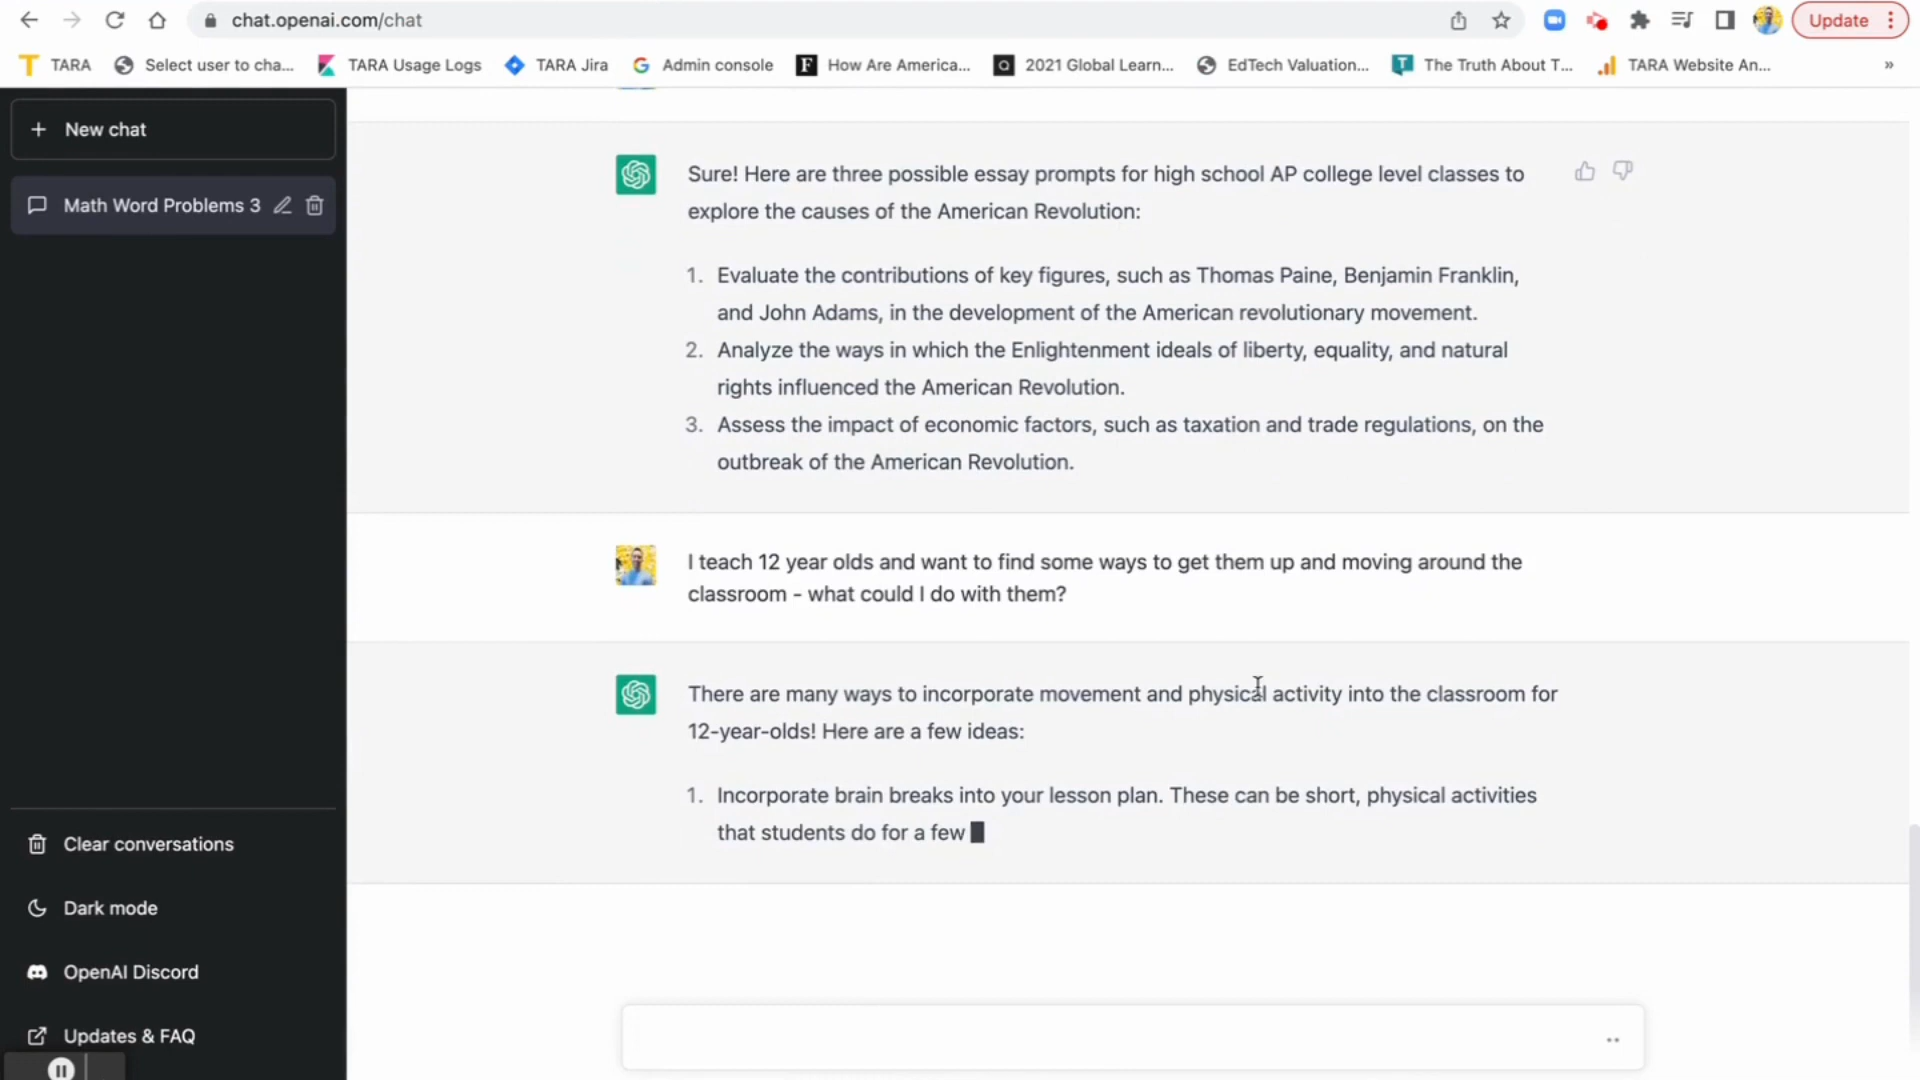 chat.openai.com/chat
Update
TARA
Select user to cha...
TARA Usage Logs
TARA Jira
Admin console
How Are America...
2021 Global Learn...
EdTech Valuation...
The Truth About T...
TARA Website An...
»
+ New chat
Math Word Problems 3
Sure! Here are three possible essay prompts for high school AP college level classes to
explore the causes of the American Revolution:
1. Evaluate the contributions of key figures, such as Thomas Paine, Benjamin Franklin,
and John Adams, in the development of the American revolutionary movement.
2. Analyze the ways in which the Enlightenment ideals of liberty, equality, and natural
rights influenced the American Revolution.
3. Assess the impact of economic factors, such as taxation and trade regulations, on the
outbreak of the American Revolution.
I teach 12 year olds and want to find some ways to get them up and moving around the
classroom - what could I do with them?
There are many ways to incorporate movement and physical activity into the classroom for
12-year-olds! Here are a few ideas:
1. Incorporate brain breaks into your lesson plan. These can be short, physical activities
that students do for a few
Clear conversations
Dark mode
OpenAI Discord
Updates & FAQ